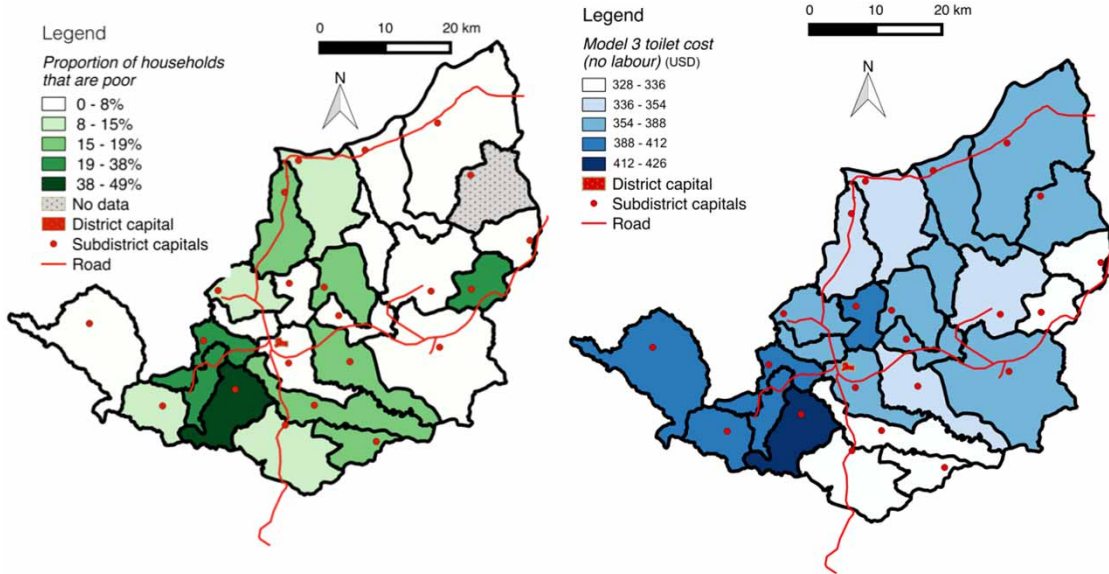 Legend
Proportion of households
that are poor
0 - 8%
8 - 15%
15 - 19%
19 - 38%
38 - 49%
No data
District capital
Subdistrict capitals
Road
0 10 20 km
N
Legend
Model 3 toilet cost
(no labour) (USD)
328 - 336
336 - 354
354 - 388
388 - 412
412 - 426
District capital
Subdistrict capitals
Road
0 10 20 km
N